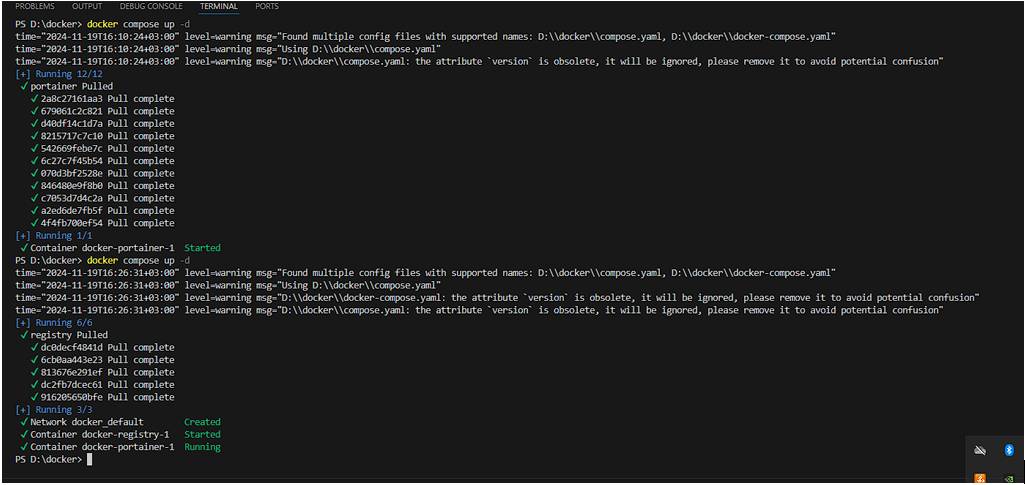 PROBLEMS OUTPUT DEBUG CONSOLE TERMINAL PORTS
PS D:\docker> docker compose up -d
time="2024-11-19T16:10:24+03:00" level=warning msg="Found multiple config files with supported names: D:\\docker\\compose.yaml, D:\\docker\\docker-compose.yaml"
time="2024-11-19T16:10:24+03:00" level=warning msg="Using D:\\docker\\compose.yaml"
time="2024-11-19T16:10:24+03:00" level=warning msg="D:\\docker\\compose.yaml: the attribute `version` is obsolete, it will be ignored, please remove it to avoid potential confusion"
[+] Running 12/12
✓ portainer Pulled
✓ 2a8c27161aa3 Pull complete
✓ 679061c2c821 Pull complete
✓ d40df14c1d7a Pull complete
✓ 8215717c7c10 Pull complete
✓ 542669febe7c Pull complete
✓ 6c27c7f45b54 Pull complete
✓ 070d3bf2528e Pull complete
✓ 846480e9f8b0 Pull complete
✓ c7053d7d4c2a Pull complete
✓ a2ed6de7fb5f Pull complete
✓ 4f4fb700ef54 Pull complete
[+] Running 1/1
✓ Container docker-portainer-1 Started
PS D:\docker> docker compose up -d
time="2024-11-19T16:26:31+03:00" level=warning msg="Found multiple config files with supported names: D:\\docker\\compose.yaml, D:\\docker\\docker-compose.yaml"
time="2024-11-19T16:26:31+03:00" level=warning msg="Using D:\\docker\\compose.yaml"
time="2024-11-19T16:26:31+03:00" level=warning msg="D:\\docker\\docker-compose.yaml: the attribute `version` is obsolete, it will be ignored, please remove it to avoid potential confusion"
time="2024-11-19T16:26:31+03:00" level=warning msg="D:\\docker\\compose.yaml: the attribute `version` is obsolete, it will be ignored, please remove it to avoid potential confusion"
[+] Running 6/6
✓ registry Pulled
✓ dc0decf4841d Pull complete
✓ 6cb0aa443e23 Pull complete
✓ 813676e291ef Pull complete
✓ dc2fb7dcec61 Pull complete
✓ 916205650bfe Pull complete
[+] Running 3/3
✓ Network docker_default Created
✓ Container docker-registry-1 Started
✓ Container docker-portainer-1 Running
PS D:\docker>